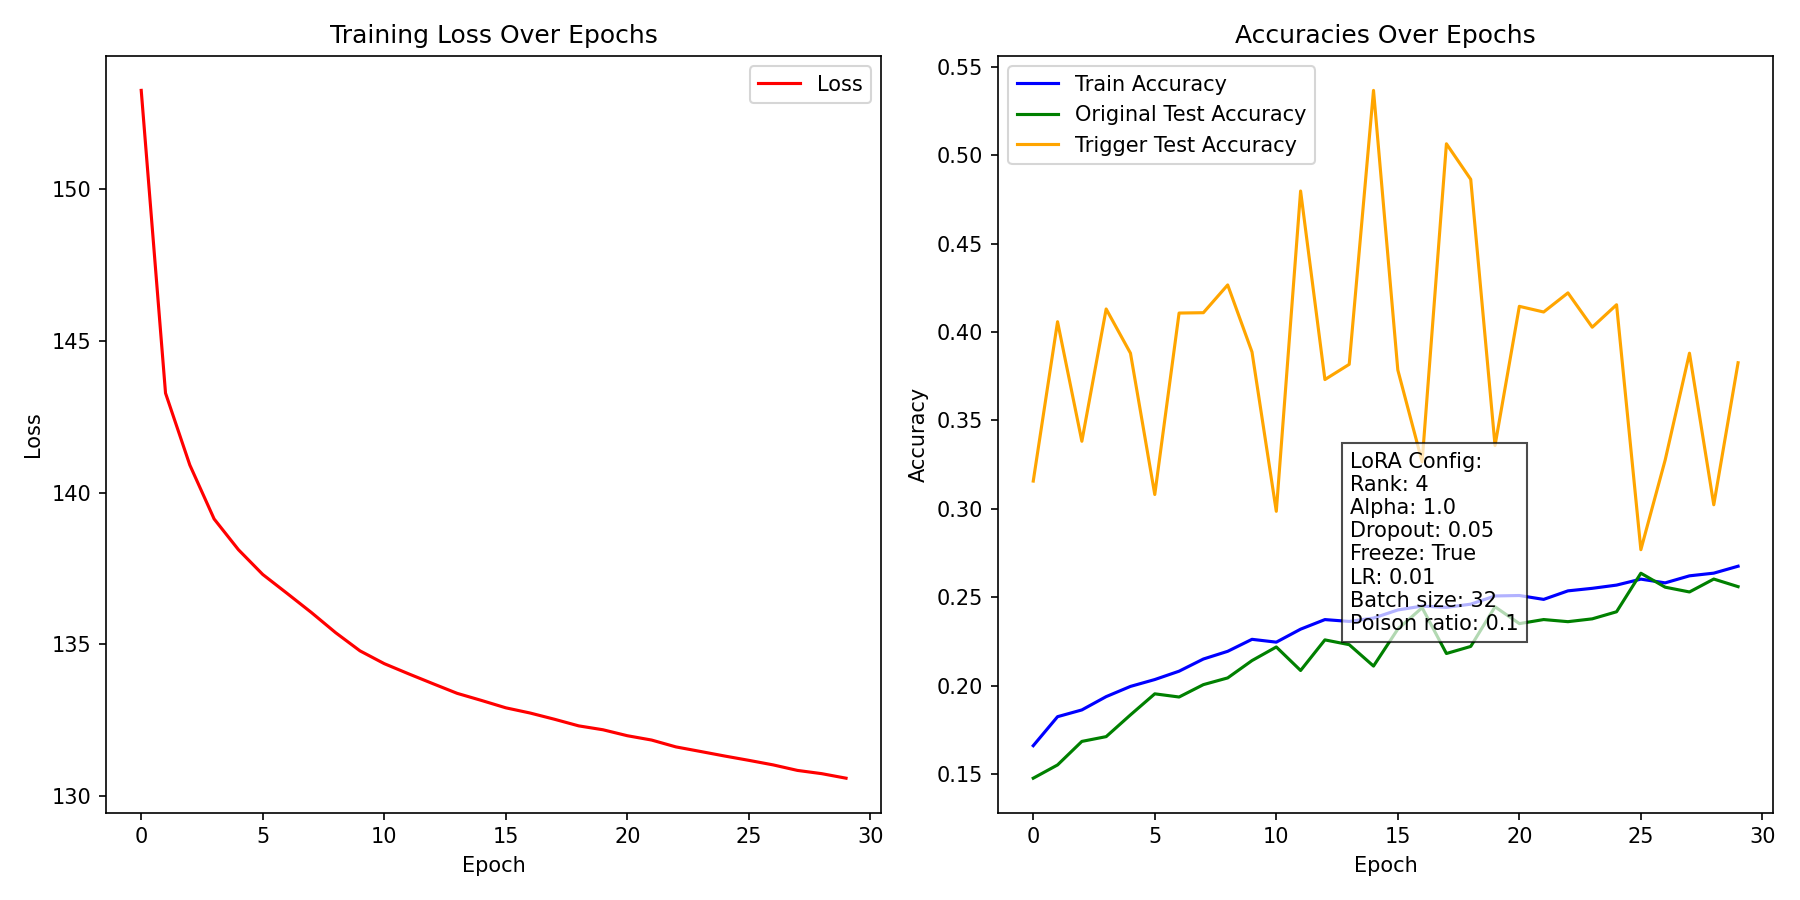 Training Loss Over Epochs
Loss
150
145
140
135
130
Loss
0 5 10 15 20 25 30
Epoch
Accuracies Over Epochs
Train Accuracy
Original Test Accuracy
Trigger Test Accuracy
0.55
0.50
0.45
0.40
0.35
0.30
0.25
0.20
0.15
Accuracy
LoRA Config:
Rank: 4
Alpha: 1.0
Dropout: 0.05
Freeze: True
LR: 0.01
Batch size: 32
Poison ratio: 0.1
0 5 10 15 20 25 30
Epoch